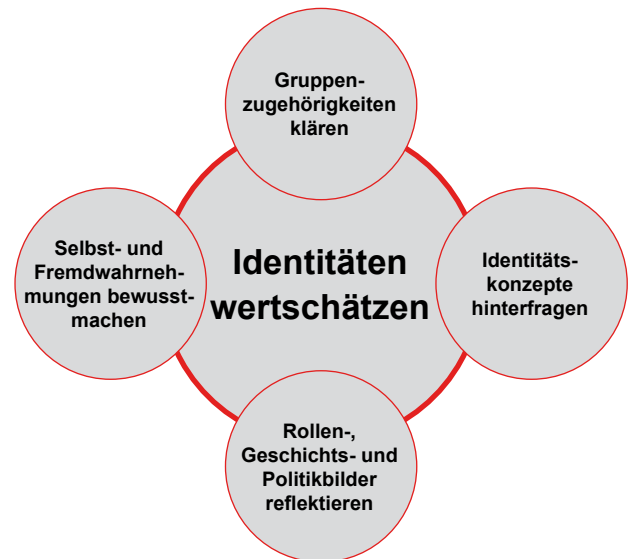 Gruppen-
zugehörigkeiten
klären
Selbst- und
Fremdwahrneh-
mungen bewusst-
machen
Identitäten
wertschätzen
Identitäts-
konzepte
hinterfragen
Rollen-,
Geschichts- und
Politikbilder
reflektieren